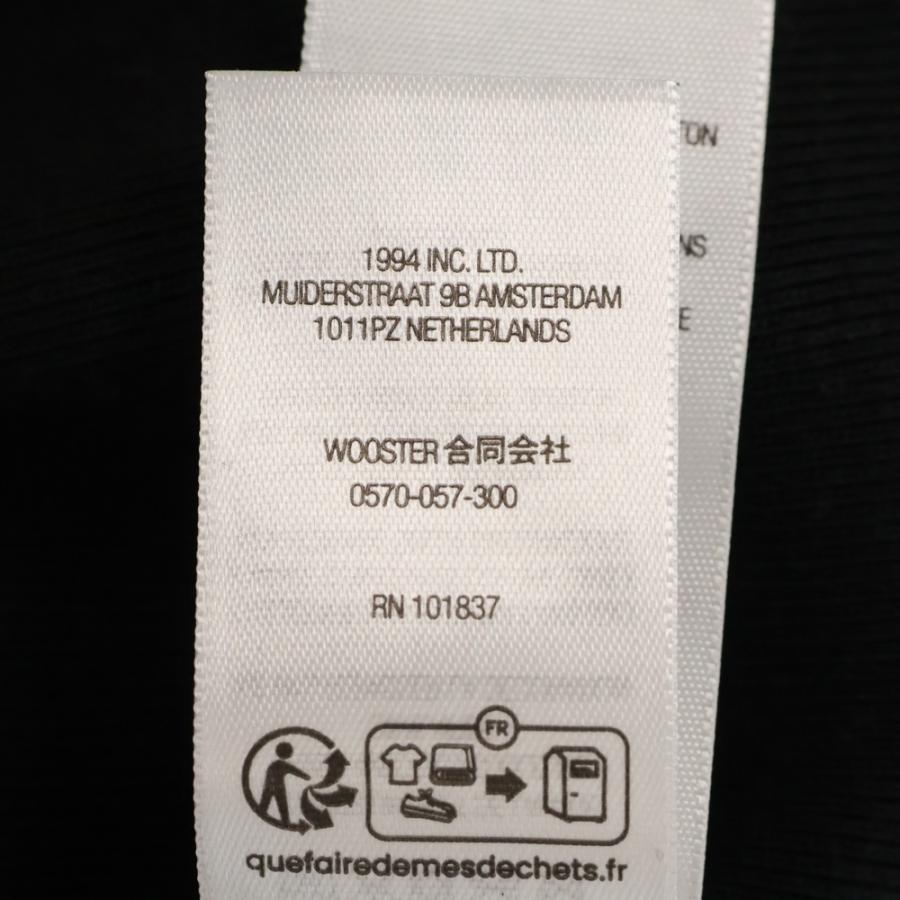 1994 INC. LTD.
MUIDERSTRAAT 9B AMSTERDAM
1011PZ NETHERLANDS
WOOSTER 合同会社
0570-057-300
RN 101837
FR
quefairedemesdechets.fr